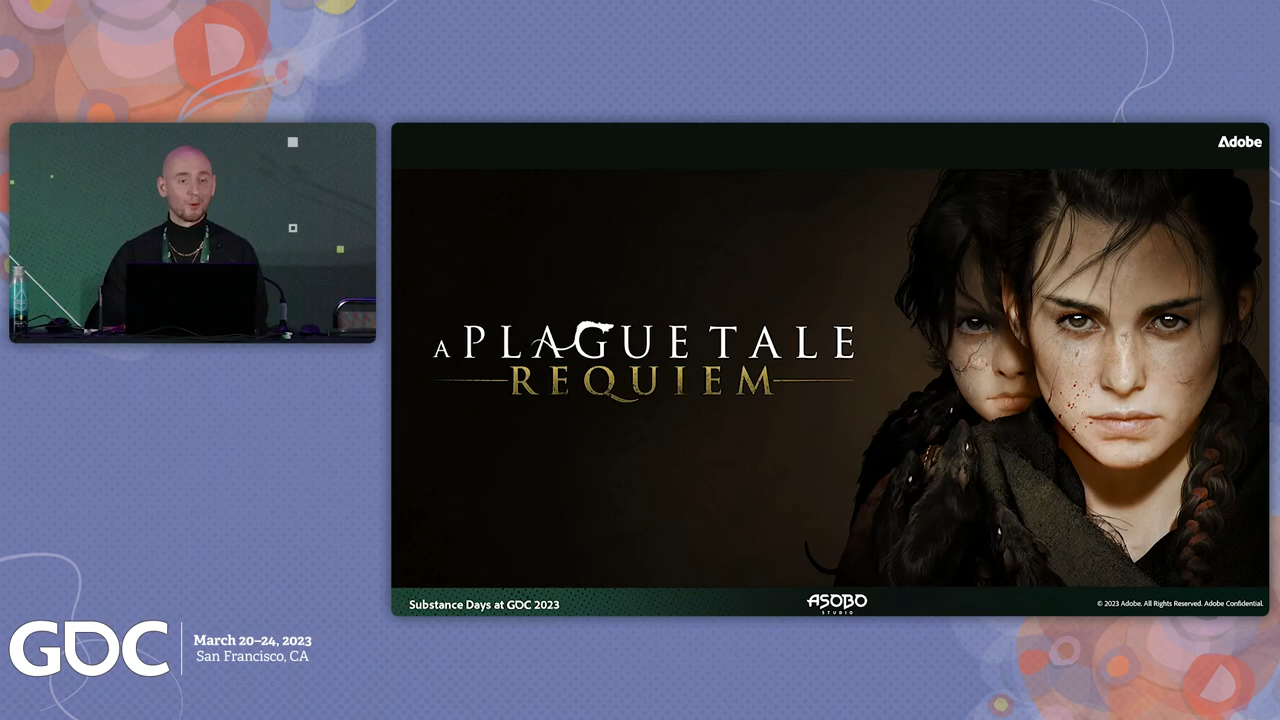 Adobe
A PLAGUE TALE
REQUIEM
Substance Days at GDC 2023
ASOBO
STUDIO
© 2023 Adobe. All Rights Reserved. Adobe Confidential.
GDC
March 20–24, 2023
San Francisco, CA